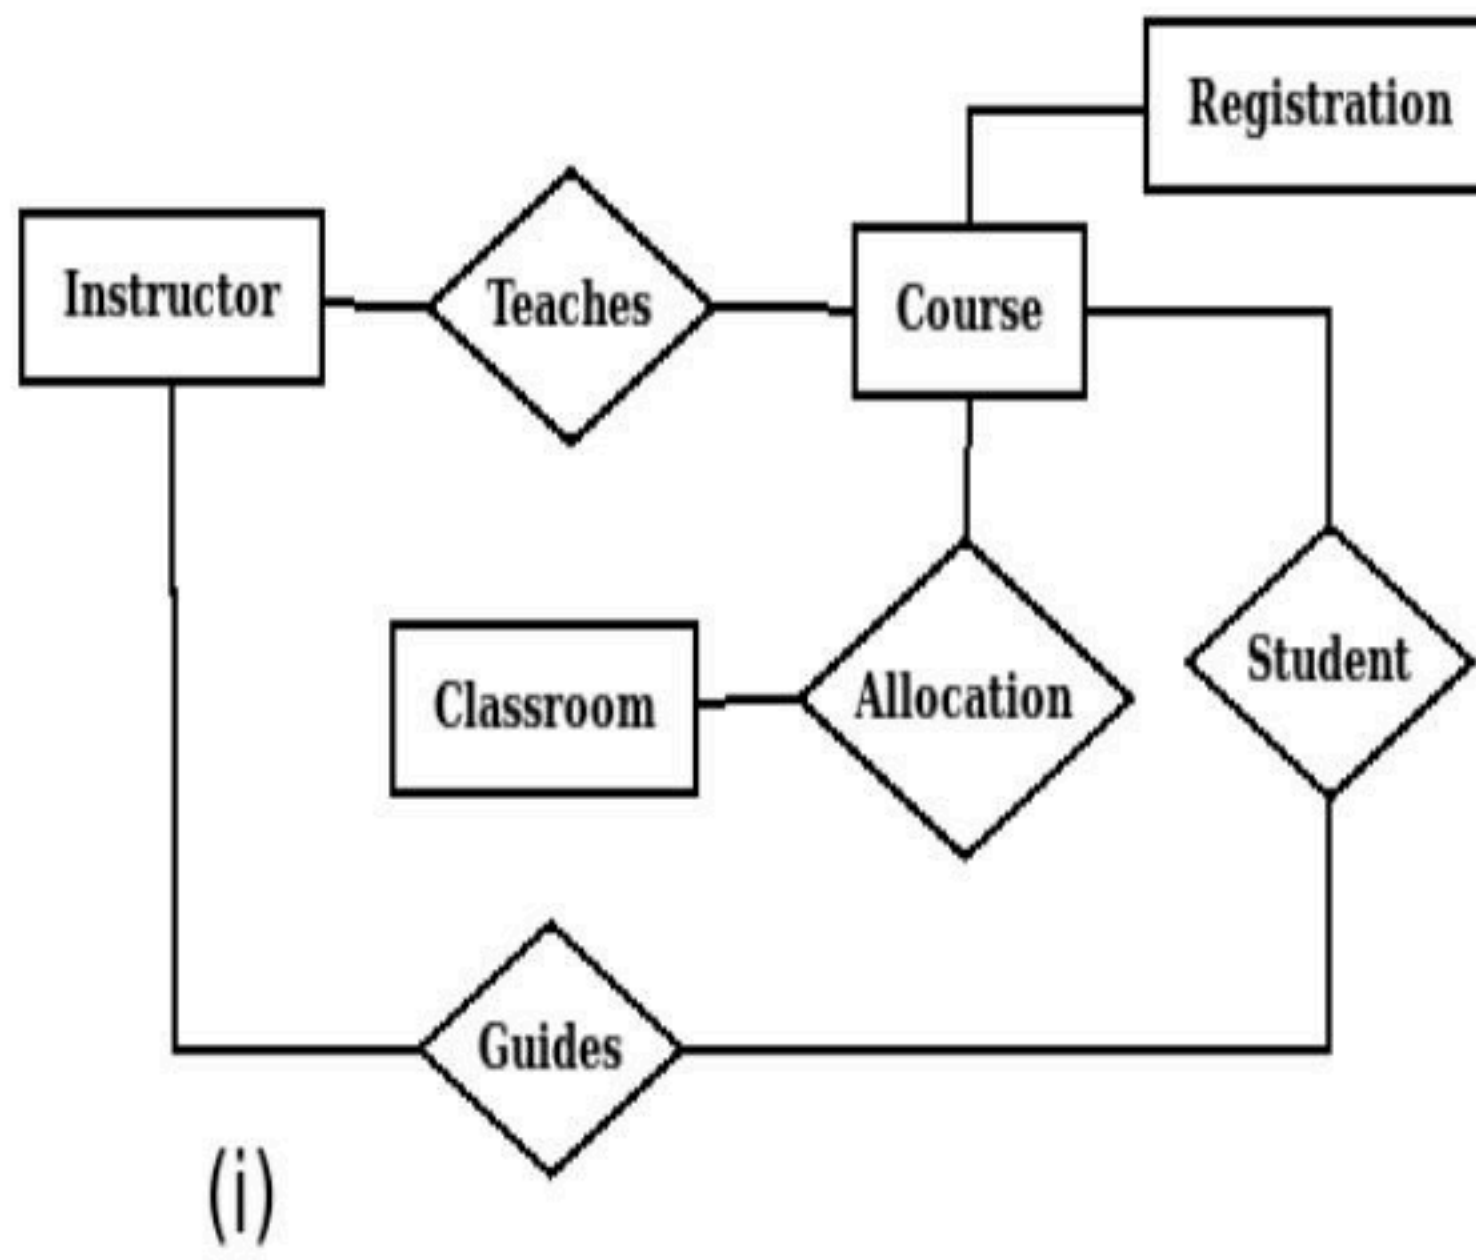 Registration
Instructor
Teaches
Course
Classroom
Allocation
Student
Guides
(i)